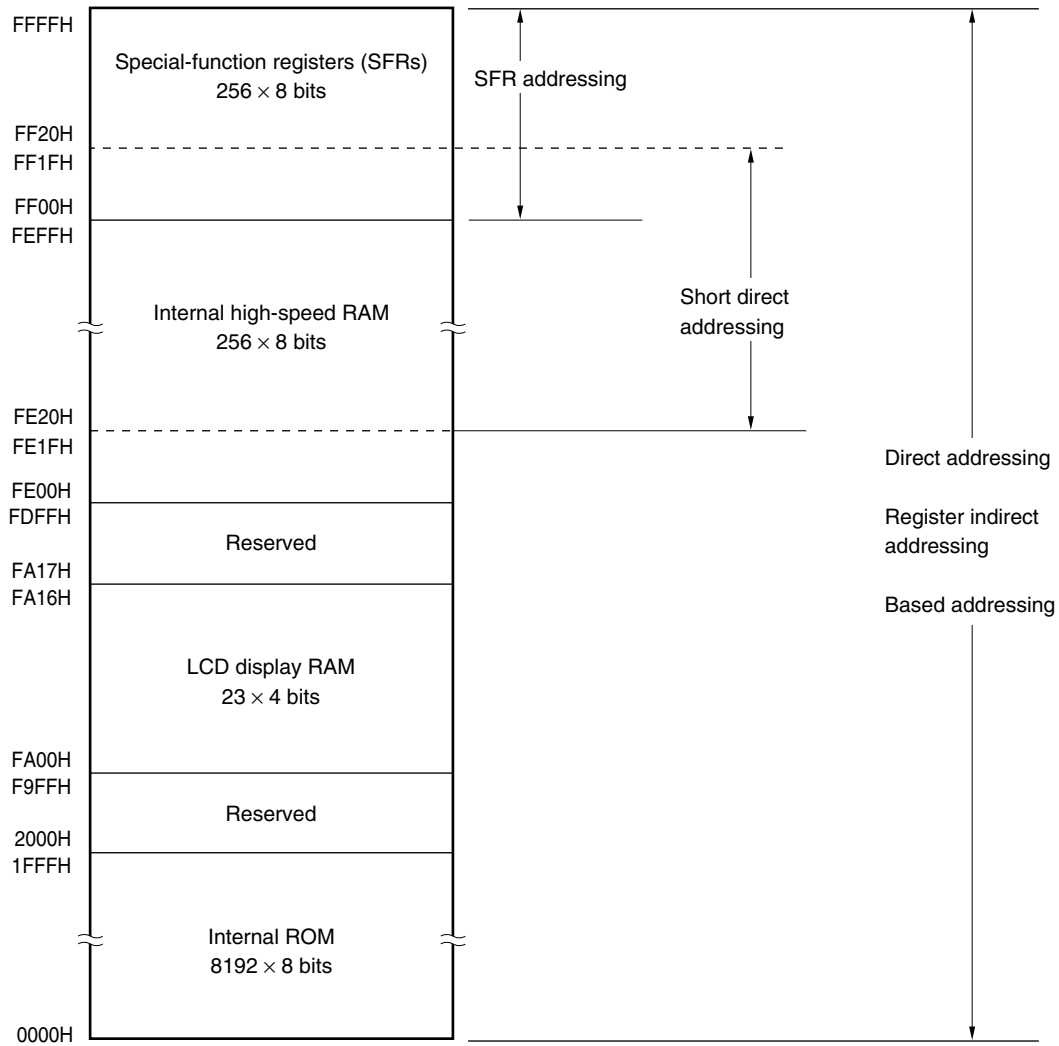 FFFFH
Special-function registers (SFRs)
256 × 8 bits
SFR addressing
FF20H
FF1FH
FF00H
FEFFH
Internal high-speed RAM
256 × 8 bits
Short direct
addressing
FE20H
FE1FH
Direct addressing
Register indirect
addressing
Based addressing
FE00H
FDFFH
Reserved
FA17H
FA16H
LCD display RAM
23 × 4 bits
FA00H
F9FFH
Reserved
2000H
1FFFH
Internal ROM
8192 × 8 bits
0000H